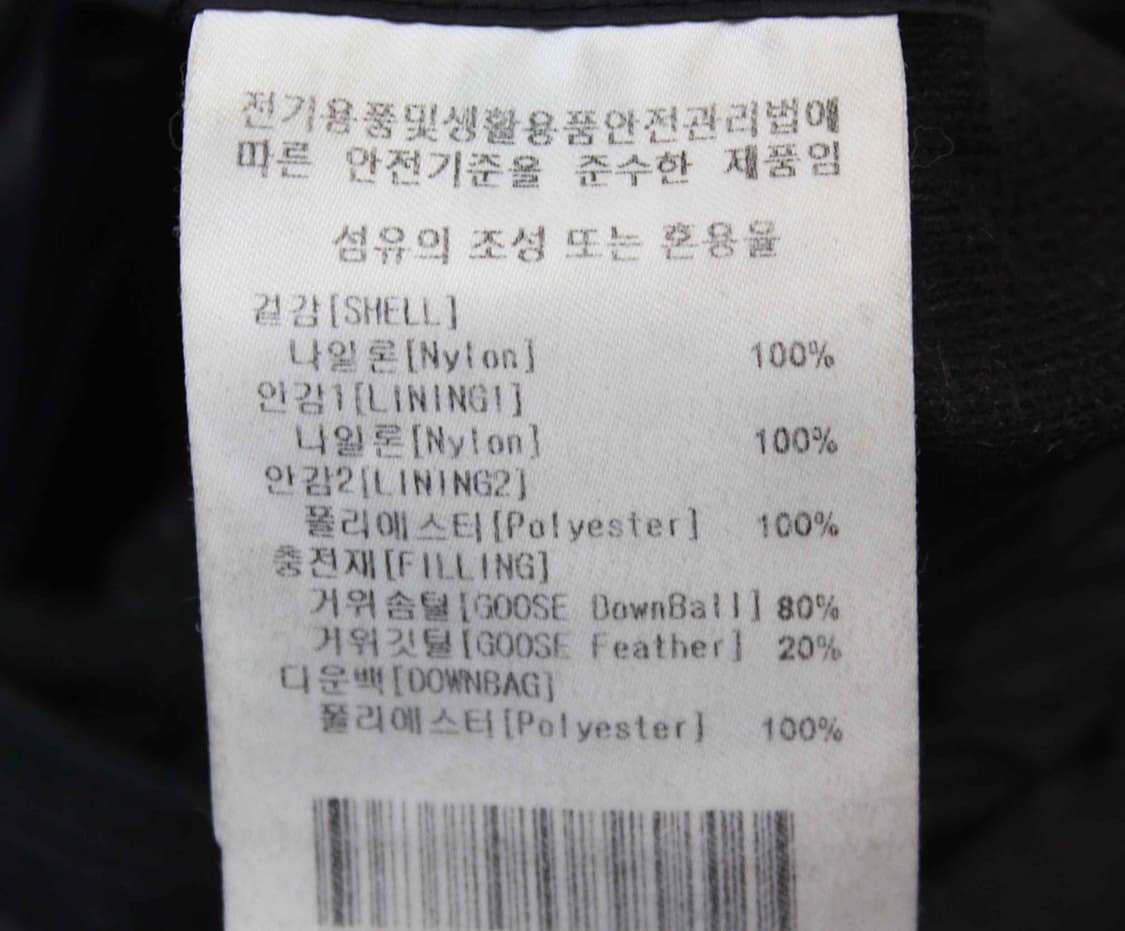 전기용품및생활용품안전관리법에
따른 안전기준을 준수한 제품임
섬유의 조성 또는 혼용율
겉감[SHELL]
나일론[Nylon] 100%
안감1[LINING1]
나일론[Nylon] 100%
안감2[LINING2]
폴리에스터[Polyester] 100%
충전재[FILLING]
거위솜털[GOOSE DownBall] 80%
거위깃털[GOOSE Feather] 20%
다운백[DOWNBAG]
폴리에스터[Polyester] 100%